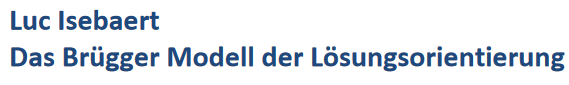 Luc Isebaert
Das Brügger Modell der Lösungsorientierung